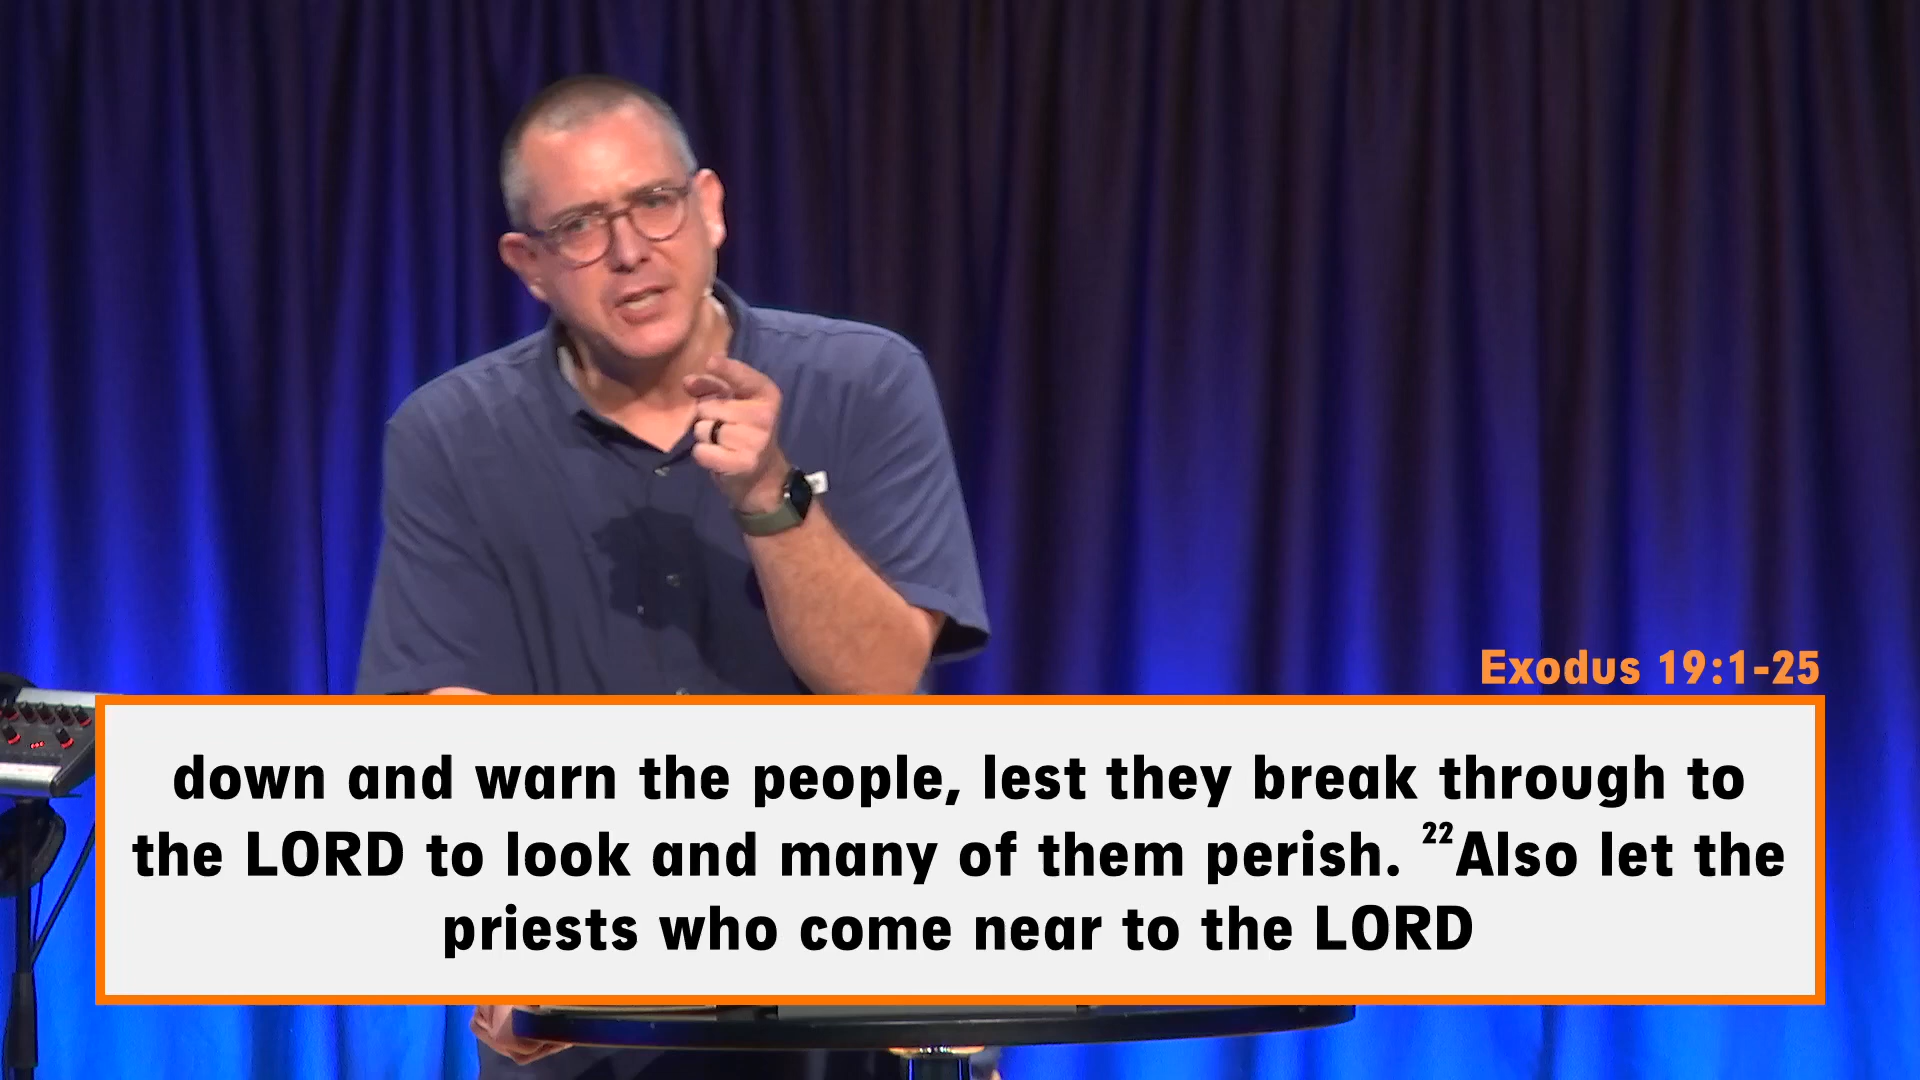 Exodus 19:1-25
down and warn the people, lest they break through to
the LORD to look and many of them perish. ²²Also let the
priests who come near to the LORD